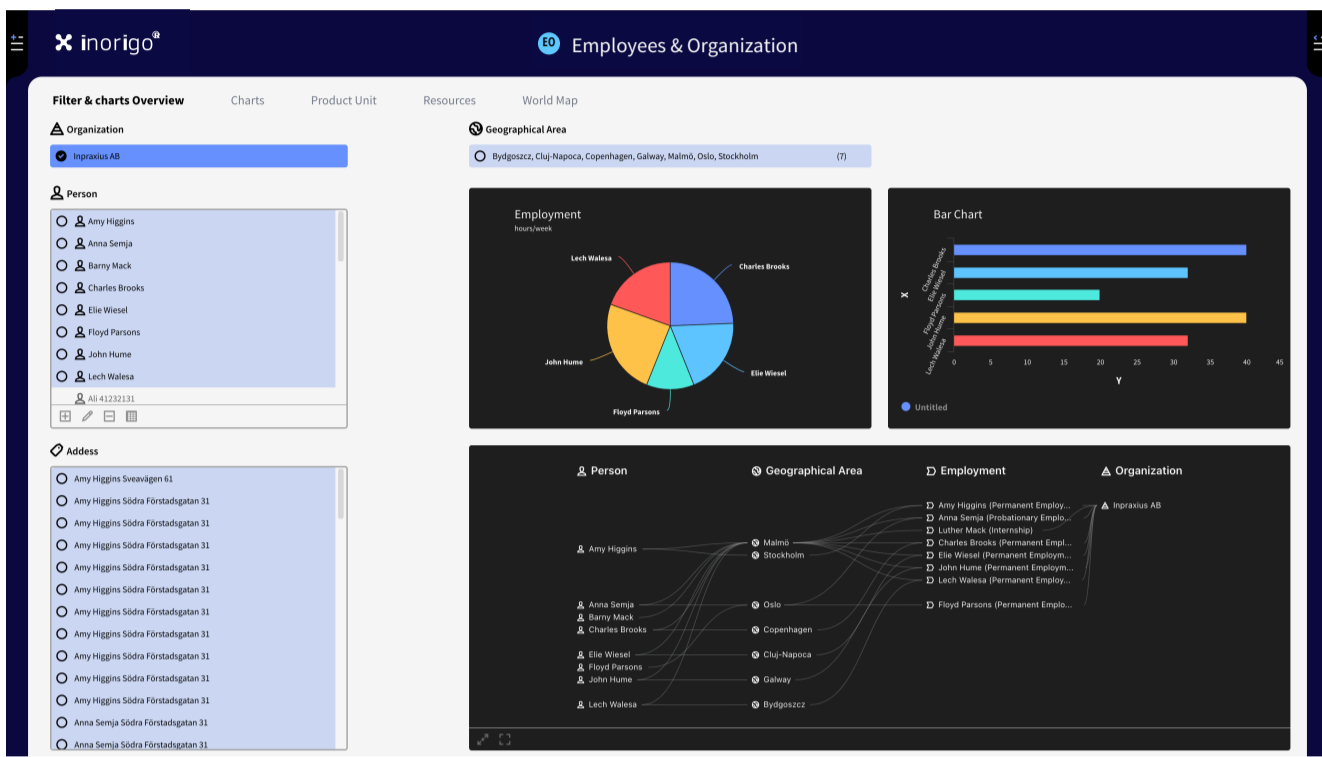 inorigo®
EO Employees & Organization
Filter & charts Overview Charts Product Unit Resources World Map
Organization
Inpraxius AB
Geographical Area
Bydgoszcz, Cluj-Napoca, Copenhagen, Galway, Malmö, Oslo, Stockholm (7)
Person
Amy Higgins
Anna Semja
Barny Mack
Charles Brooks
Elie Wiesel
Floyd Parsons
John Hume
Lech Walesa
Ali 41232131
Addess
Amy Higgins Sveavägen 61
Amy Higgins Södra Förstadsgatan 31
Amy Higgins Södra Förstadsgatan 31
Amy Higgins Södra Förstadsgatan 31
Amy Higgins Södra Förstadsgatan 31
Amy Higgins Södra Förstadsgatan 31
Amy Higgins Södra Förstadsgatan 31
Amy Higgins Södra Förstadsgatan 31
Amy Higgins Södra Förstadsgatan 31
Amy Higgins Södra Förstadsgatan 31
Amy Higgins Södra Förstadsgatan 31
Anna Semja Södra Förstadsgatan 31
Anna Semja Södra Förstadsgatan 31
Employment
hours/week
Lech Walesa
Charles Brooks
John Hume
Elie Wiesel
Floyd Parsons
Bar Chart
X
Charles Brooks
Elie Wiesel
Floyd Parsons
John Hume
Lech Walesa
0 5 10 15 20 25 30 35 40 45
Y
Untitled
Person Geographical Area Employment Organization
Amy Higgins
Anna Semja
Barny Mack
Charles Brooks
Elie Wiesel
Floyd Parsons
John Hume
Lech Walesa
Malmö
Stockholm
Oslo
Copenhagen
Cluj-Napoca
Galway
Bydgoszcz
Amy Higgins (Permanent Employ...
Anna Semja (Probationary Emplo...
Luther Mack (Internship)
Charles Brooks (Permanent Empl...
Elie Wiesel (Permanent Employm...
John Hume (Permanent Employm...
Lech Walesa (Permanent Employ...
Floyd Parsons (Permanent Emplo...
Inpraxius AB